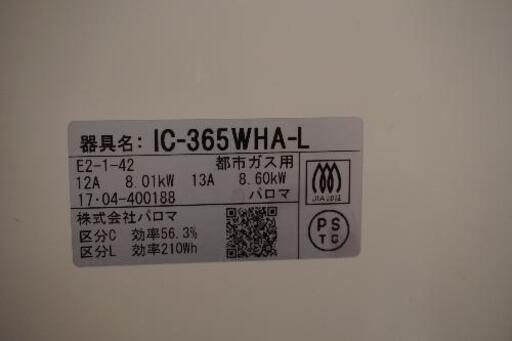 器具名: IC-365WHA-L
E2-1-42 都市ガス用
12A 8.01kW 13A 8.60kW
17・04-400188 パロマ
株式会社パロマ
区分C 効率56.3%
区分L 効率210Wh
JIA
PS
TG